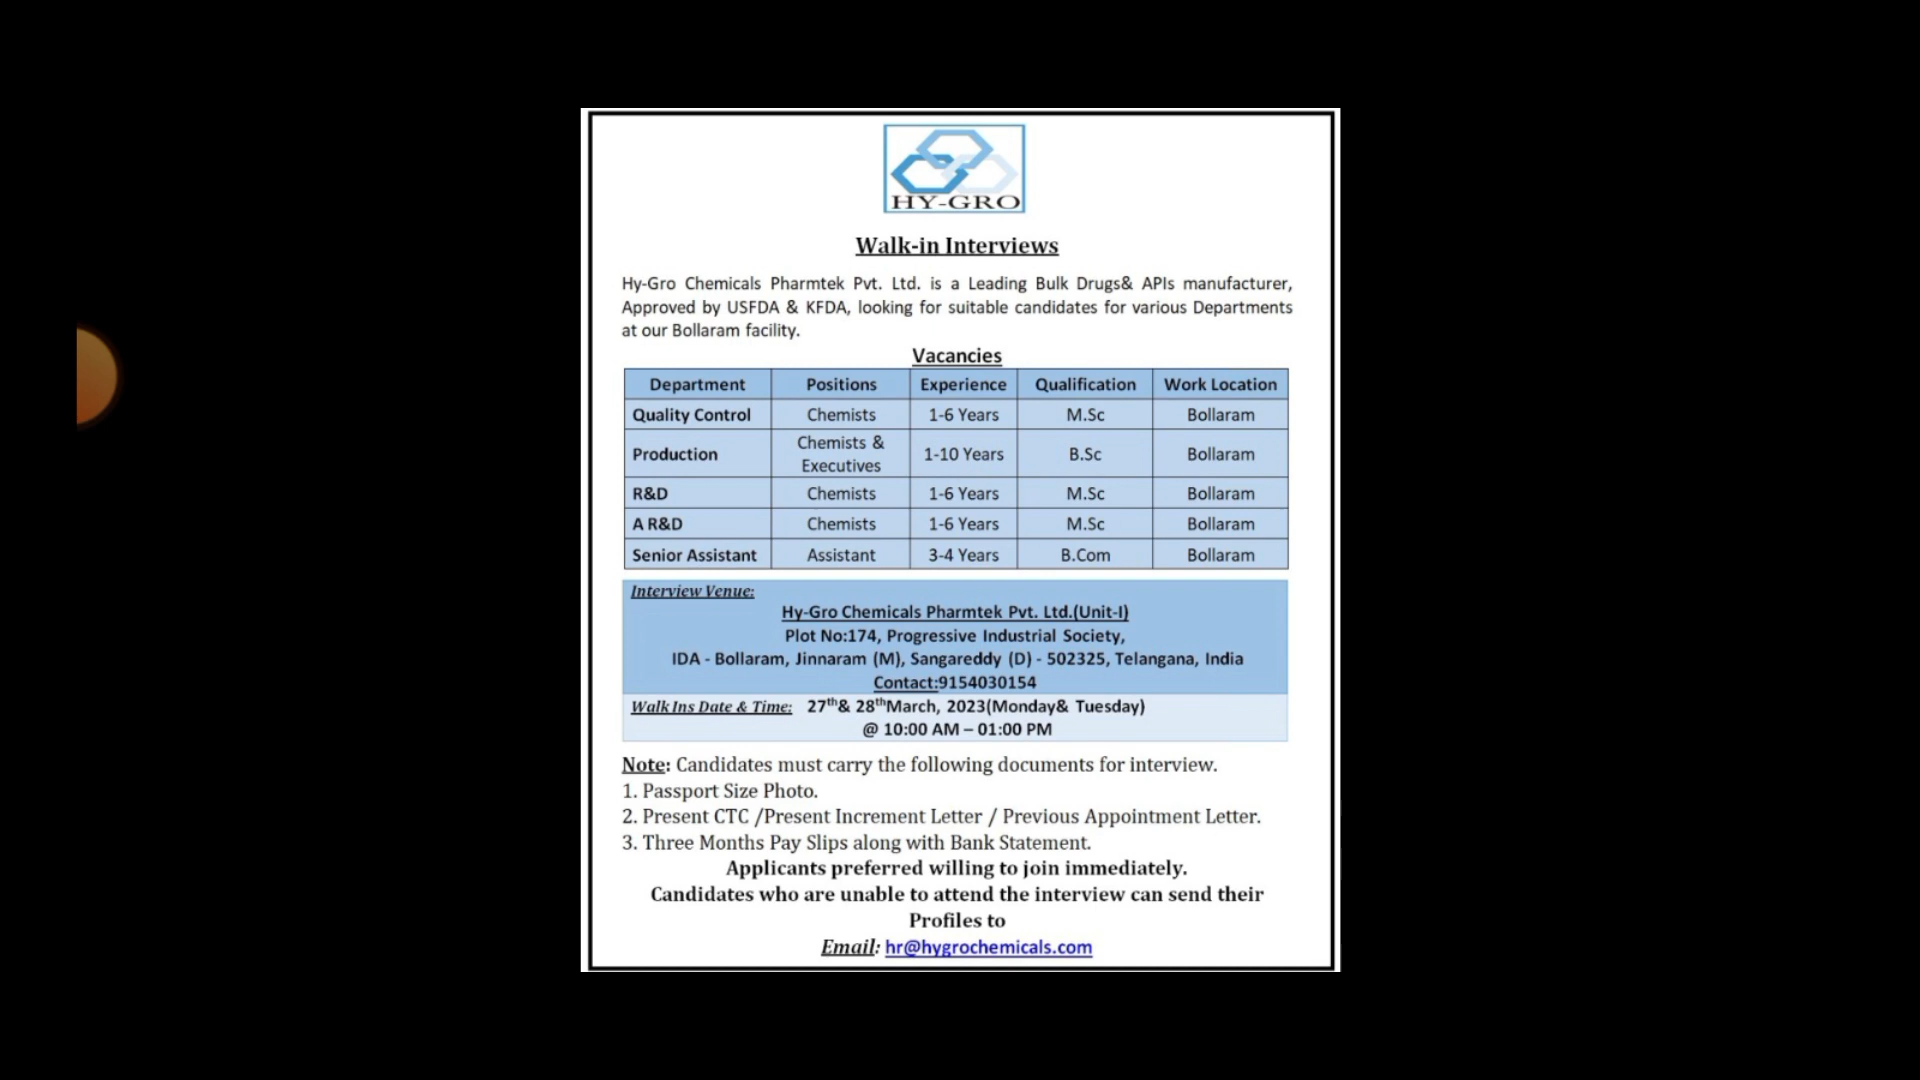 HY-GRO
Walk-in Interviews
Hy-Gro Chemicals Pharmtek Pvt. Ltd. is a Leading Bulk Drugs& APIs manufacturer,
Approved by USFDA & KFDA, looking for suitable candidates for various Departments
at our Bollaram facility.
Vacancies
Department Positions Experience Qualification Work Location
Quality Control Chemists 1-6 Years M.Sc Bollaram
Production Chemists & Executives 1-10 Years B.Sc Bollaram
R&D Chemists 1-6 Years M.Sc Bollaram
A R&D Chemists 1-6 Years M.Sc Bollaram
Senior Assistant Assistant 3-4 Years B.Com Bollaram
Interview Venue:
Hy-Gro Chemicals Pharmtek Pvt. Ltd.(Unit-I)
Plot No:174, Progressive Industrial Society,
IDA - Bollaram, Jinnaram (M), Sangareddy (D) - 502325, Telangana, India
Contact:9154030154
Walk Ins Date & Time: 27th& 28thMarch, 2023(Monday& Tuesday)
@ 10:00 AM – 01:00 PM
Note: Candidates must carry the following documents for interview.
1. Passport Size Photo.
2. Present CTC /Present Increment Letter / Previous Appointment Letter.
3. Three Months Pay Slips along with Bank Statement.
Applicants preferred willing to join immediately.
Candidates who are unable to attend the interview can send their
Profiles to
Email: hr@hygrochemicals.com